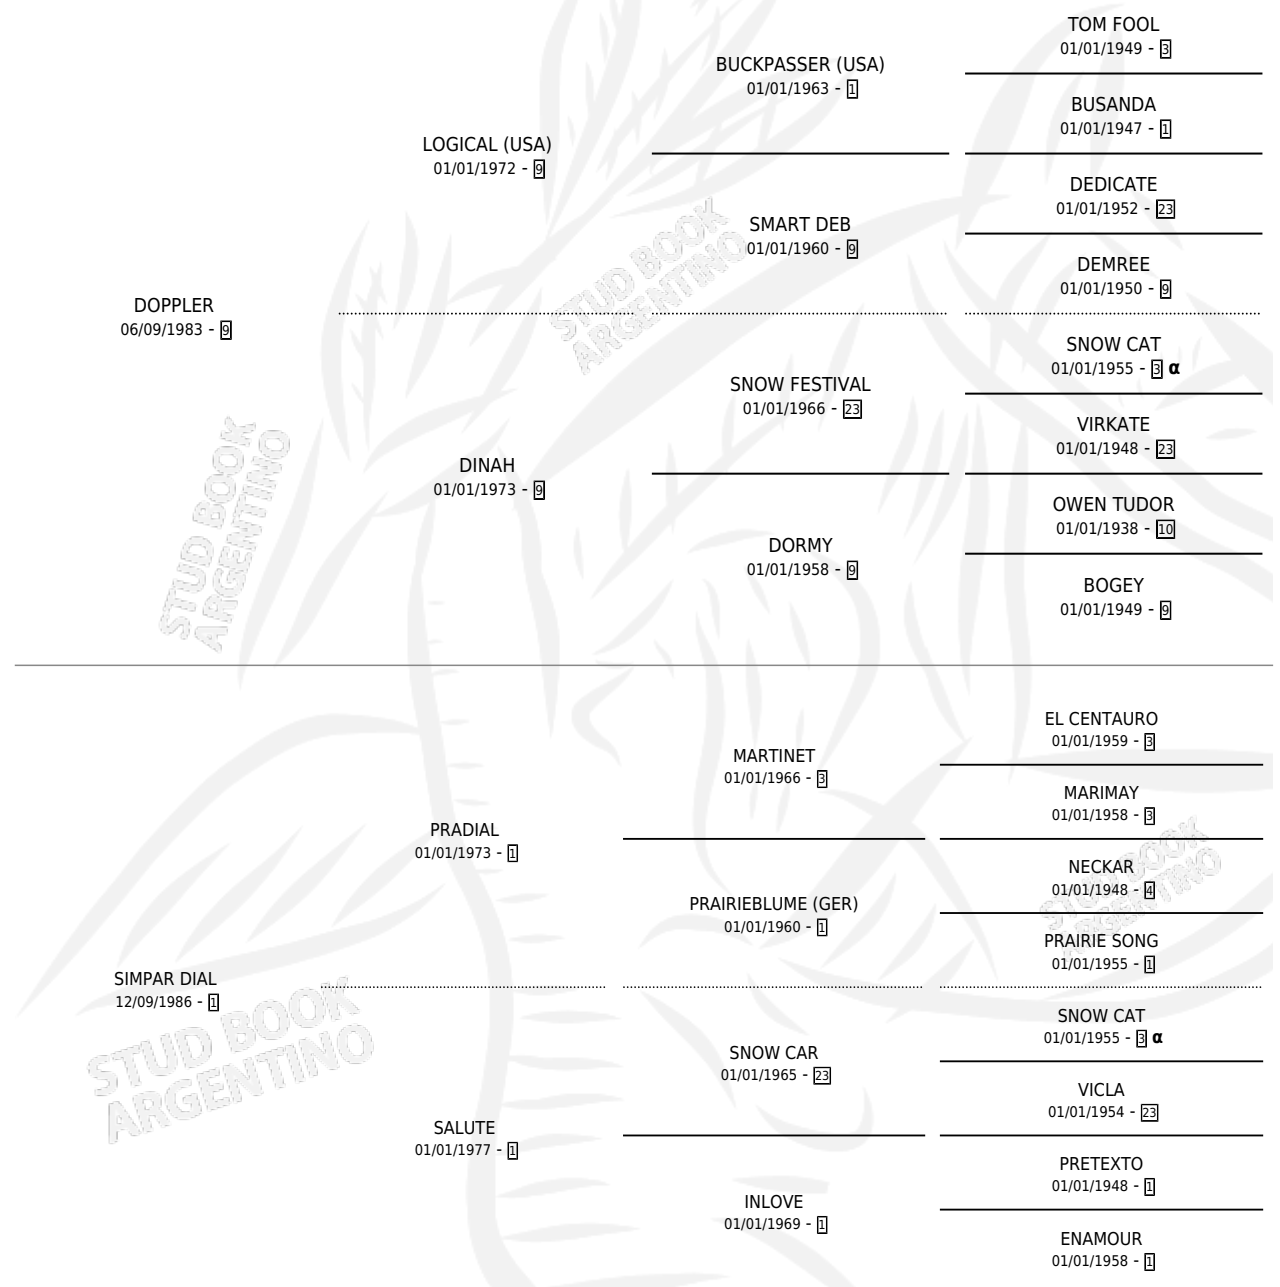 TOM FOOL
01/01/1949 - 3
BUCKPASSER (USA)
01/01/1963 - 1
BUSANDA
01/01/1947 - 1
LOGICAL (USA)
01/01/1972 - 9
DEDICATE
01/01/1952 - 23
SMART DEB
01/01/1960 - 9
DEMREE
01/01/1950 - 9
DOPPLER
06/09/1983 - 9
SNOW CAT
01/01/1955 - 3 α
SNOW FESTIVAL
01/01/1966 - 23
VIRKATE
01/01/1948 - 23
DINAH
01/01/1973 - 9
OWEN TUDOR
01/01/1938 - 10
DORMY
01/01/1958 - 9
BOGEY
01/01/1949 - 9
EL CENTAURO
01/01/1959 - 3
MARTINET
01/01/1966 - 3
MARIMAY
01/01/1958 - 3
PRADIAL
01/01/1973 - 1
NECKAR
01/01/1948 - 4
PRAIRIEBLUME (GER)
01/01/1960 - 1
PRAIRIE SONG
01/01/1955 - 1
SIMPAR DIAL
12/09/1986 - 1
SNOW CAT
01/01/1955 - 3 α
SNOW CAR
01/01/1965 - 23
VICLA
01/01/1954 - 23
SALUTE
01/01/1977 - 1
PRETEXTO
01/01/1948 - 1
INLOVE
01/01/1969 - 1
ENAMOUR
01/01/1958 - 1
STUD BOOK
ARGENTINO
STUD BOOK
ARGENTINO
STUD BOOK
ARGENTINO
STUD BOOK
ARGENTINO